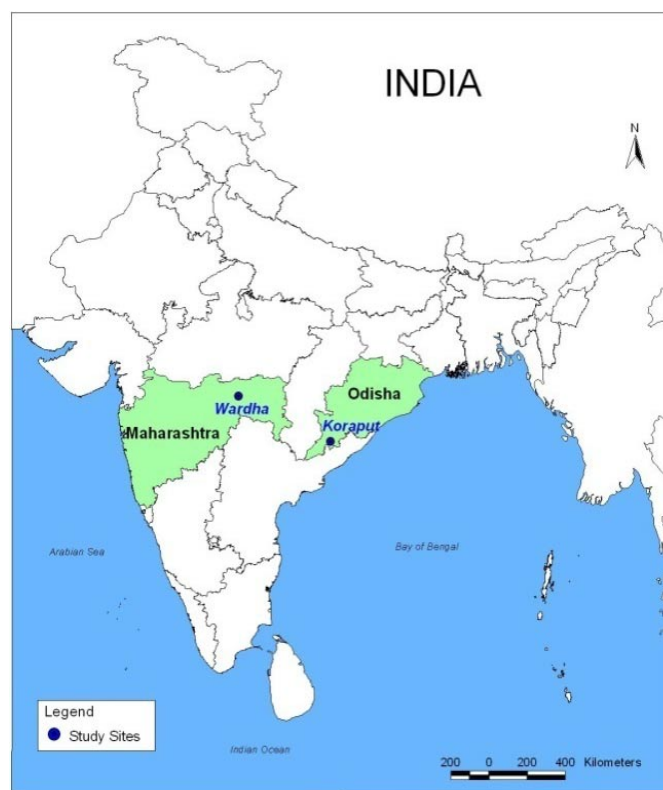 INDIA
N
Odisha
Wardha
Maharashtra
Koraput
Arabian Sea
Bay of Bengal
Legend
Study Sites
Indian Ocean
200 0 200 400 Kilometers